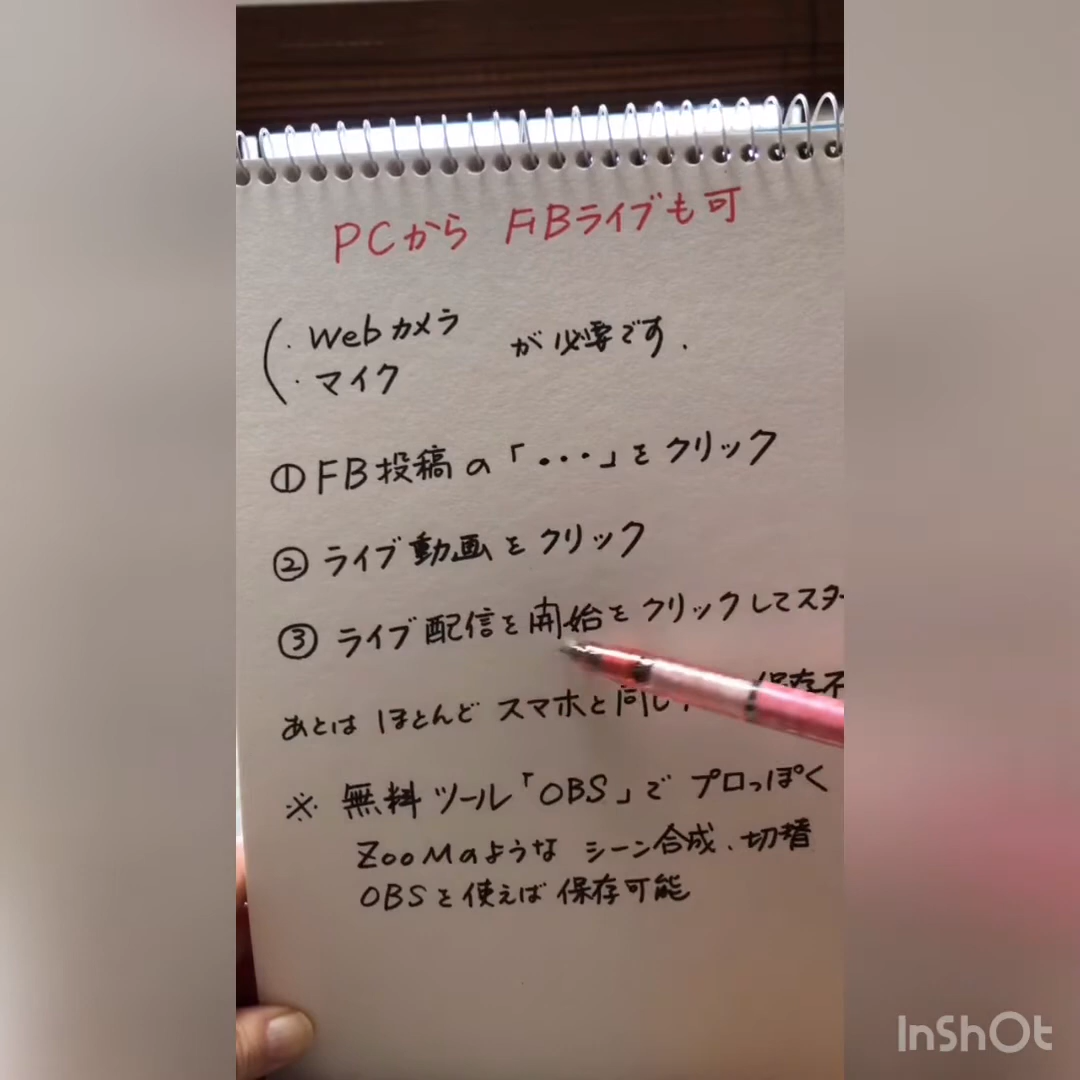 PCから FBライブも可
・Webカメラ
・マイク
が必要です.
①FB投稿の「・・・」をクリック
②ライブ動画をクリック
③ライブ配信を開始をクリックしてスター
あとはほとんどスマホと同じ 保存不
※無料ツール「OBS」でプロっぽく
ZOOMのようなシーン合成、切替
OBSを使えば保存可能
InShOt